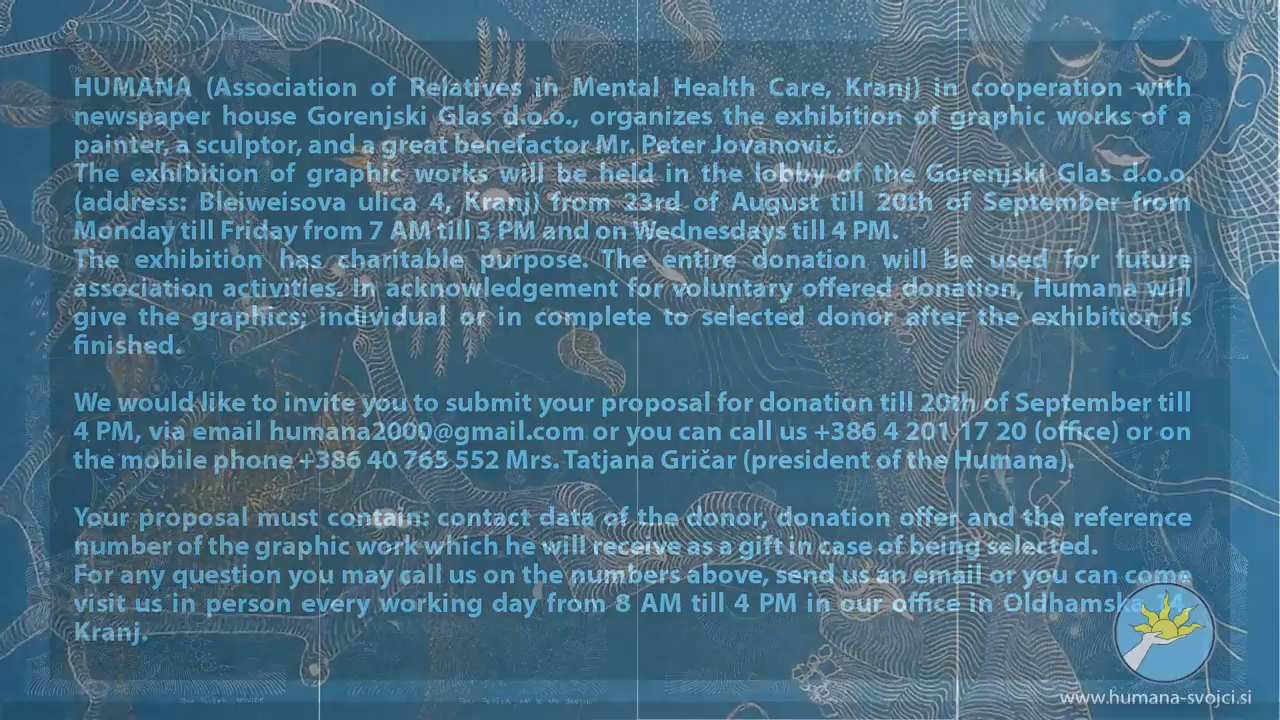 HUMANA (Association of Relatives in Mental Health Care, Kranj) in cooperation with
newspaper house Gorenjski Glas d.o.o., organizes the exhibition of graphic works of a
painter, a sculptor, and a great benefactor Mr. Peter Jovanovič.
The exhibition of graphic works will be held in the lobby of the Gorenjski Glas d.o.o.
(address: Bleiweisova ulica 4, Kranj) from 23rd of August till 20th of September from
Monday till Friday from 7 AM till 3 PM and on Wednesdays till 4 PM.
The exhibition has charitable purpose. The entire donation will be used for future
association activities. In acknowledgement for voluntary offered donation, Humana will
give the graphics; individual or in complete to selected donor after the exhibition is
finished.
We would like to invite you to submit your proposal for donation till 20th of September till
4 PM, via email humana2000@gmail.com or you can call us +386 4 201 17 20 (office) or on
the mobile phone +386 40 765 552 Mrs. Tatjana Gričar (president of the Humana).
Your proposal must contain: contact data of the donor, donation offer and the reference
number of the graphic work which he will receive as a gift in case of being selected.
For any question you may call us on the numbers above, send us an email or you can come
visit us in person every working day from 8 AM till 4 PM in our office in Oldhamska 14,
Kranj.
www.humana-svojci.si